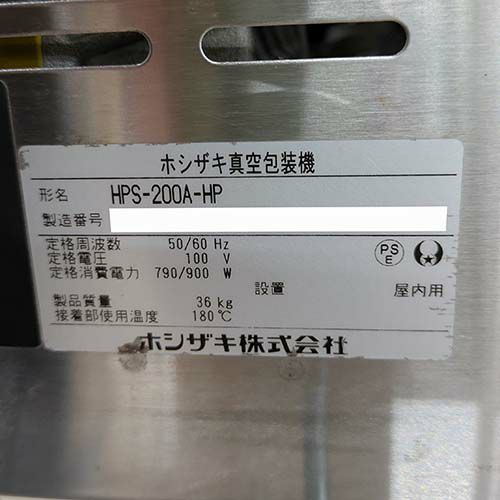 ホシザキ真空包装機
形名 HPS-200A-HP
製造番号
定格周波数 50/60 Hz
定格電圧 100 V
定格消費電力 790/900 W
PSE
設置 屋内用
製品質量 36 kg
接着部使用温度 180℃
ホシザキ株式会社